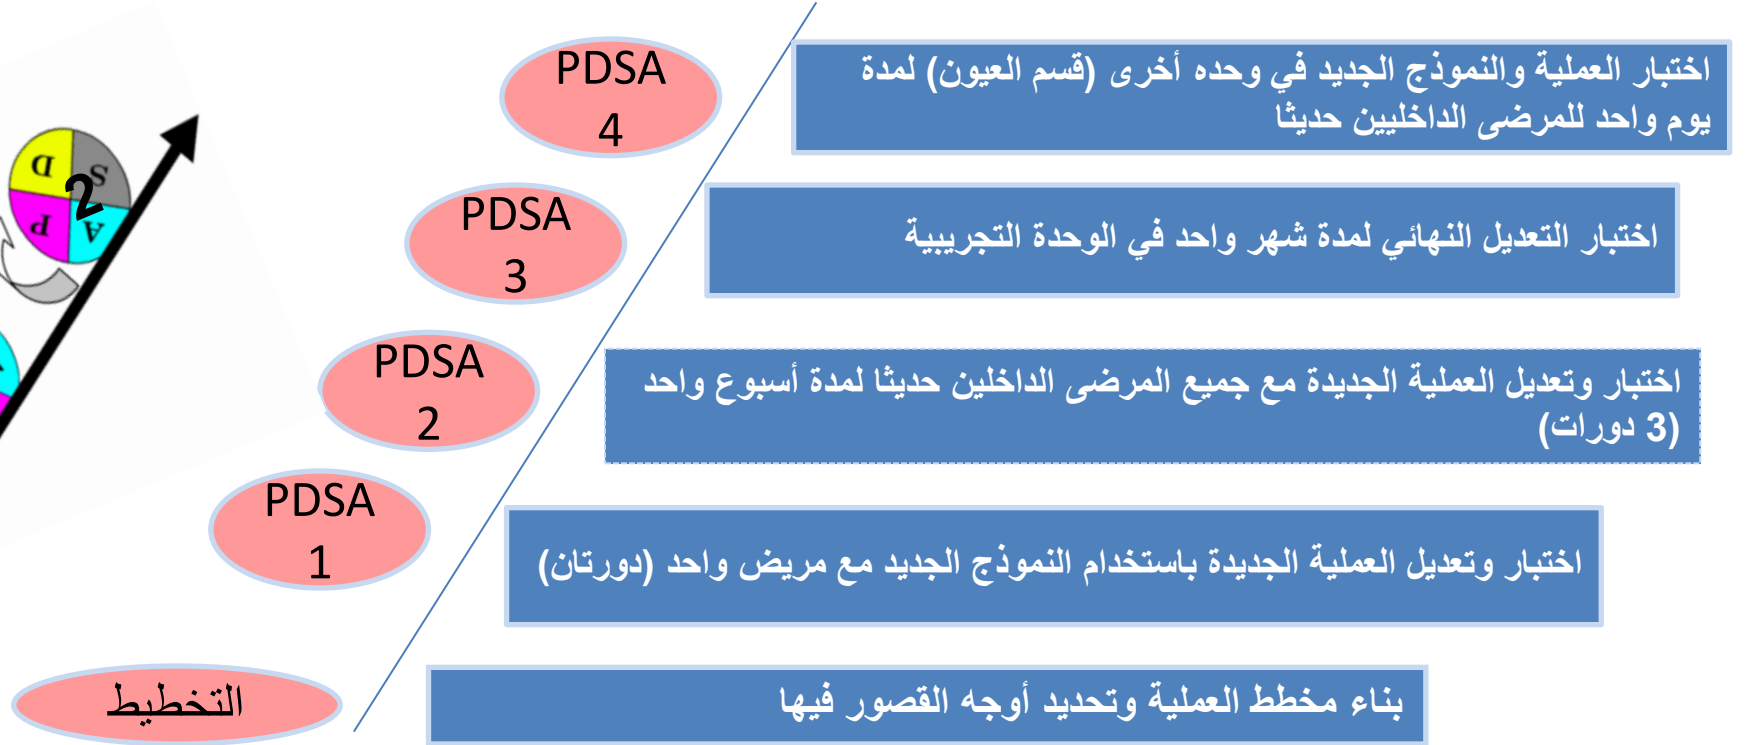 PDSA
4
اختبار العملية والنموذج الجديد في وحده أخرى (قسم العيون) لمدة
يوم واحد للمرضى الداخليين حديثا
PDSA
3
اختبار التعديل النهائي لمدة شهر واحد في الوحدة التجريبية
PDSA
2
اختبار وتعديل العملية الجديدة مع جميع المرضى الداخلين حديثا لمدة أسبوع واحد
(3 دورات)
PDSA
1
اختبار وتعديل العملية الجديدة باستخدام النموذج الجديد مع مريض واحد (دورتان)
التخطيط
بناء مخطط العملية وتحديد أوجه القصور فيها
D
S
2
P
A